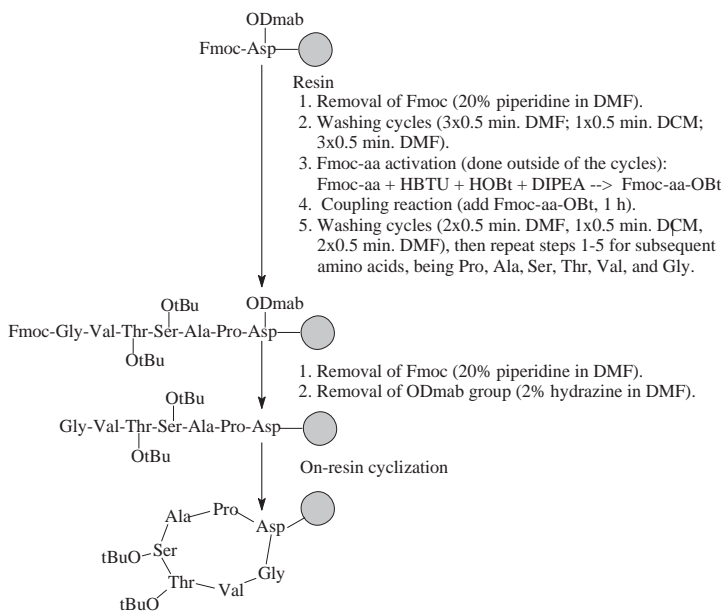 ODmab
Fmoc-Asp
Resin
1. Removal of Fmoc (20% piperidine in DMF).
2. Washing cycles (3x0.5 min. DMF; 1x0.5 min. DCM;
3x0.5 min. DMF).
3. Fmoc-aa activation (done outside of the cycles):
Fmoc-aa + HBTU + HOBt + DIPEA --> Fmoc-aa-OBt
4. Coupling reaction (add Fmoc-aa-OBt, 1 h).
5. Washing cycles (2x0.5 min. DMF, 1x0.5 min. DCM,
2x0.5 min. DMF), then repeat steps 1-5 for subsequent
amino acids, being Pro, Ala, Ser, Thr, Val, and Gly.
OtBu
ODmab
Fmoc-Gly-Val-Thr-Ser-Ala-Pro-Asp
OtBu
1. Removal of Fmoc (20% piperidine in DMF).
2. Removal of ODmab group (2% hydrazine in DMF).
OtBu
Gly-Val-Thr-Ser-Ala-Pro-Asp
OtBu
On-resin cyclization
Ala
Pro
Asp
tBuO
Ser
Gly
Thr
Val
tBuO